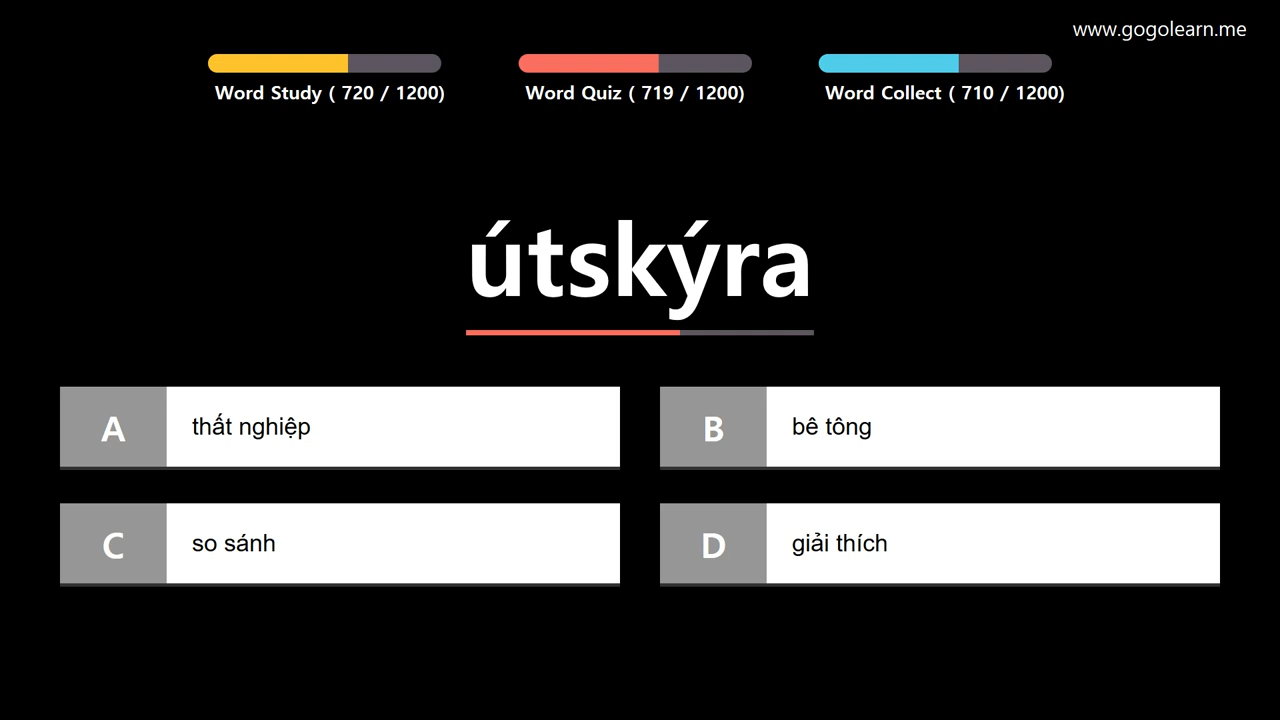 www.gogolearn.me
Word Study ( 720 / 1200)
Word Quiz ( 719 / 1200)
Word Collect ( 710 / 1200)
útskýra
A thất nghiệp
B bê tông
C so sánh
D giải thích